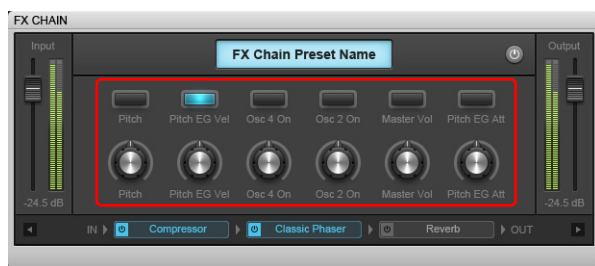 FX CHAIN
Input
FX Chain Preset Name
Output
Pitch Pitch EG Vel Osc 4 On Osc 2 On Master Vol Pitch EG Att
Pitch Pitch EG Vel Osc 4 On Osc 2 On Master Vol Pitch EG Att
-24.5 dB
-24.5 dB
IN Compressor Classic Phaser Reverb OUT